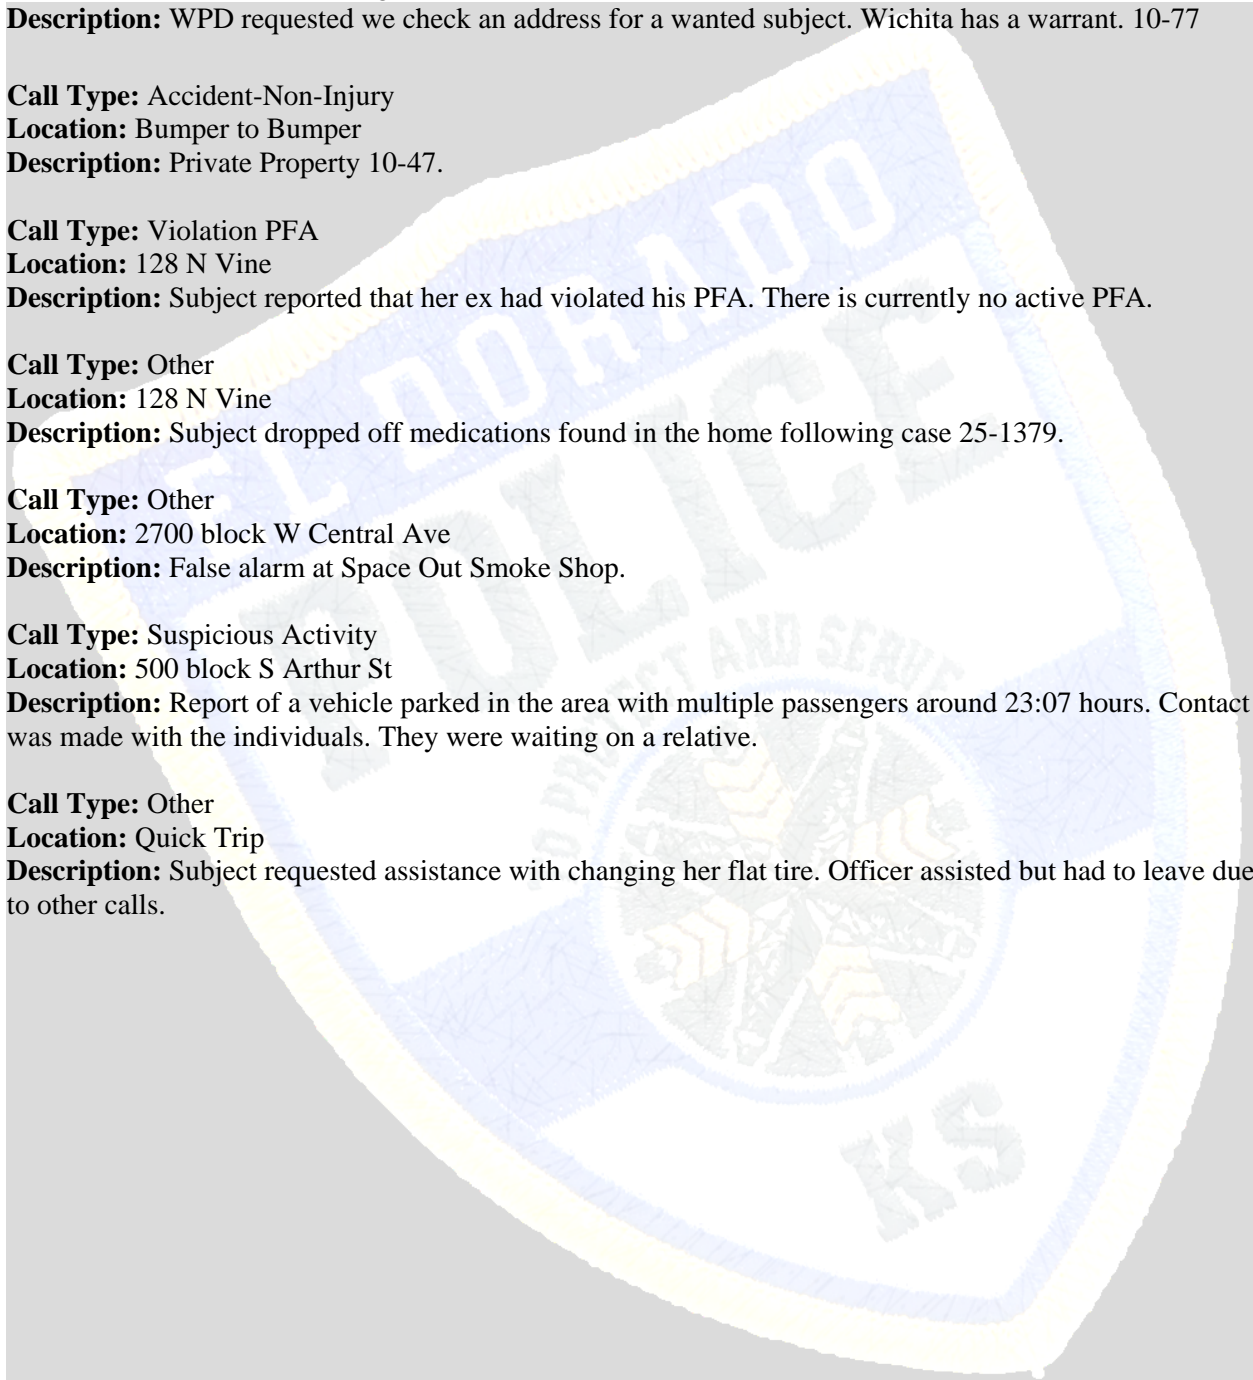 Description: WPD requested we check an address for a wanted subject. Wichita has a warrant. 10-77
Call Type: Accident-Non-Injury
Location: Bumper to Bumper
Description: Private Property 10-47.
Call Type: Violation PFA
Location: 128 N Vine
Description: Subject reported that her ex had violated his PFA. There is currently no active PFA.
Call Type: Other
Location: 128 N Vine
Description: Subject dropped off medications found in the home following case 25-1379.
Call Type: Other
Location: 2700 block W Central Ave
Description: False alarm at Space Out Smoke Shop.
Call Type: Suspicious Activity
Location: 500 block S Arthur St
Description: Report of a vehicle parked in the area with multiple passengers around 23:07 hours. Contact
was made with the individuals. They were waiting on a relative.
Call Type: Other
Location: Quick Trip
Description: Subject requested assistance with changing her flat tire. Officer assisted but had to leave due
to other calls.
EL DORADO
POLICE
TO PROTECT AND SERVE
KS